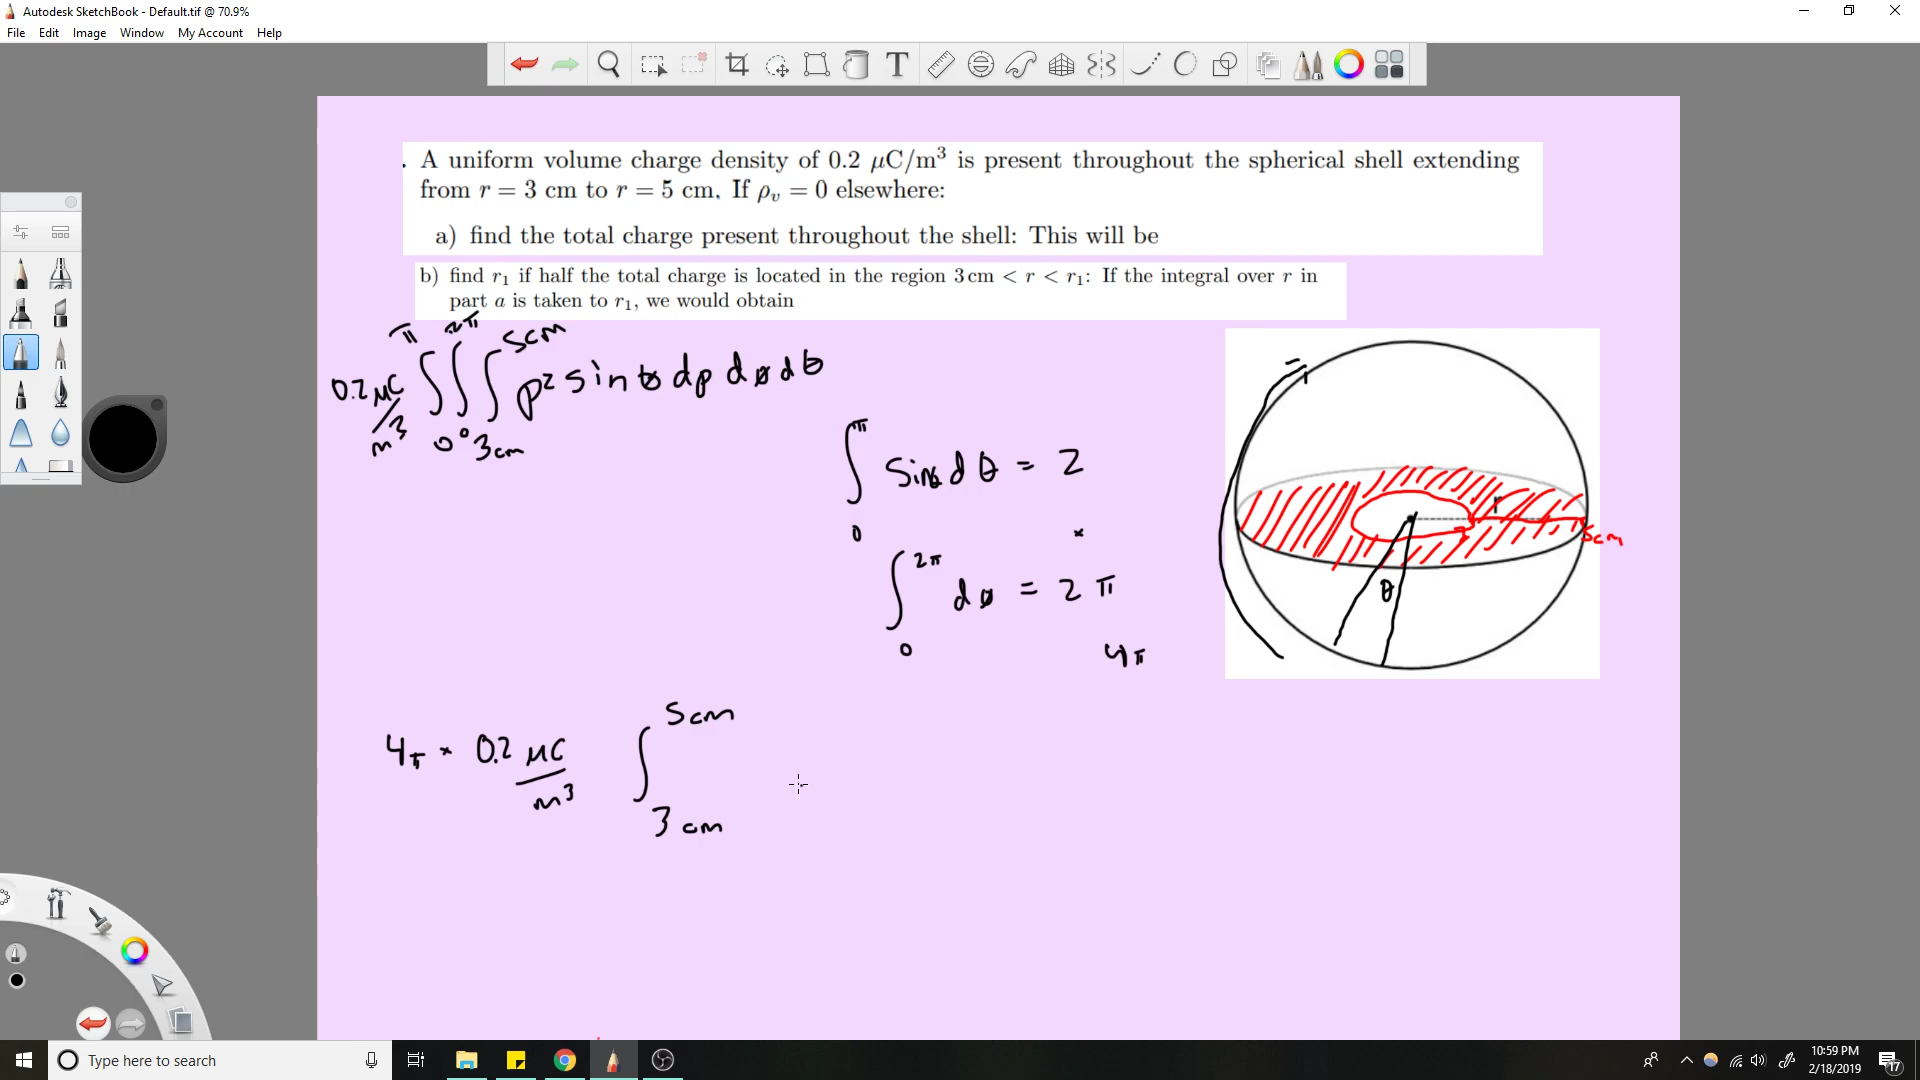 Autodesk SketchBook - Default.tif @ 70.9%
File Edit Image Window My Account Help
. A uniform volume charge density of 0.2 μC/m³ is present throughout the spherical shell extending
from r = 3 cm to r = 5 cm. If ρᵥ = 0 elsewhere:
a) find the total charge present throughout the shell: This will be
b) find r₁ if half the total charge is located in the region 3 cm < r < r₁: If the integral over r in
part a is taken to r₁, we would obtain
π 2π 5cm
0.2 μC/m³ ∫∫∫ ρ² sinθ dρ dø dθ
0 0 3cm
π
∫ sinθ dθ = 2
0 *
2π
∫ dø = 2π
0
4π
r
5cm
θ
5cm
4π * 0.2 μC/m³ ∫
3 cm
Type here to search
10:59 PM
2/18/2019
17